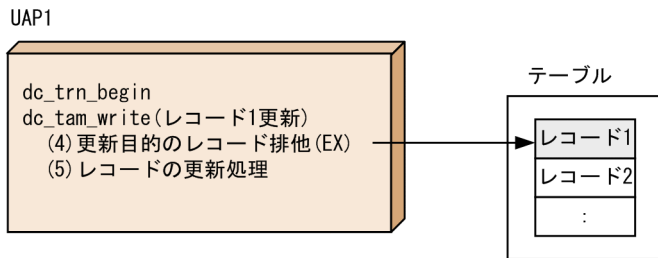 UAP1
dc_trn_begin
dc_tam_write(レコード1更新)
(4)更新目的のレコード排他(EX)
(5)レコードの更新処理
テーブル
レコード1
レコード2
: